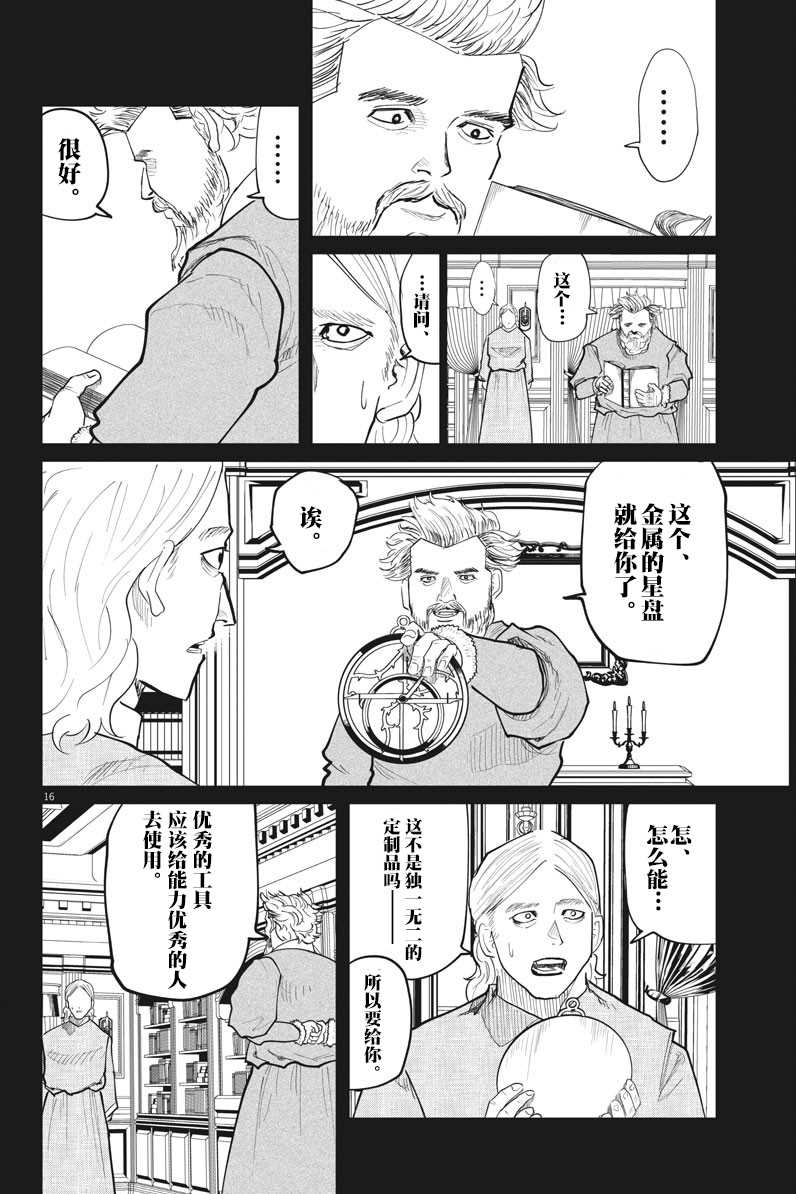 ……
……
很好。
这个…
…
…请问、
这个、
金属的星盘
就给你了。
诶。
16
怎、
怎么能…
这不是独一无二的
定制品吗——
所以要给你。
优秀的工具
应该给能力优秀的人
去使用。